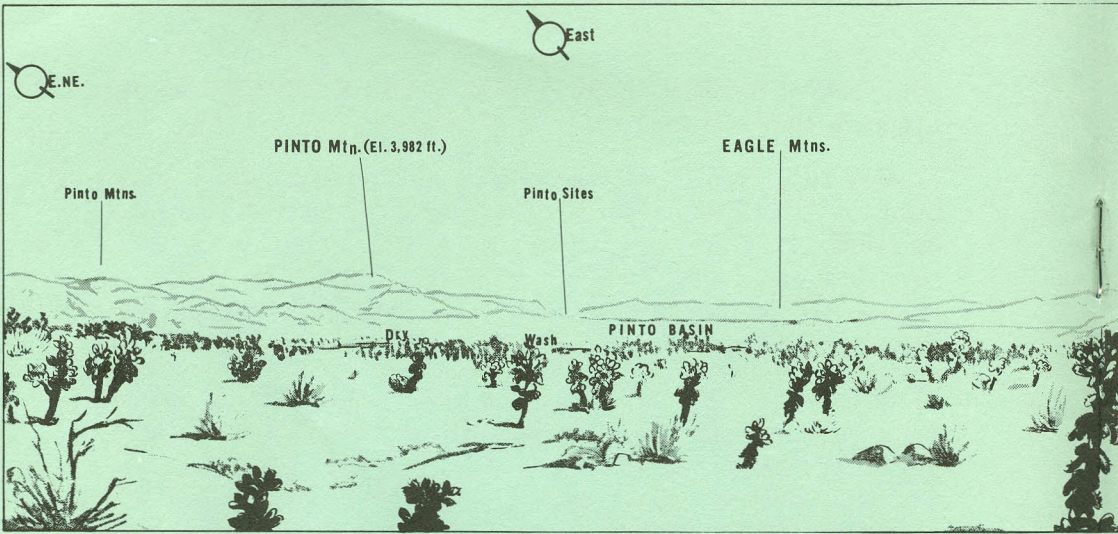 East
E.NE.
PINTO Mtn. (El. 3,982 ft.)
EAGLE Mtns.
Pinto Mtns.
Pinto Sites
PINTO BASIN
Dry
Wash